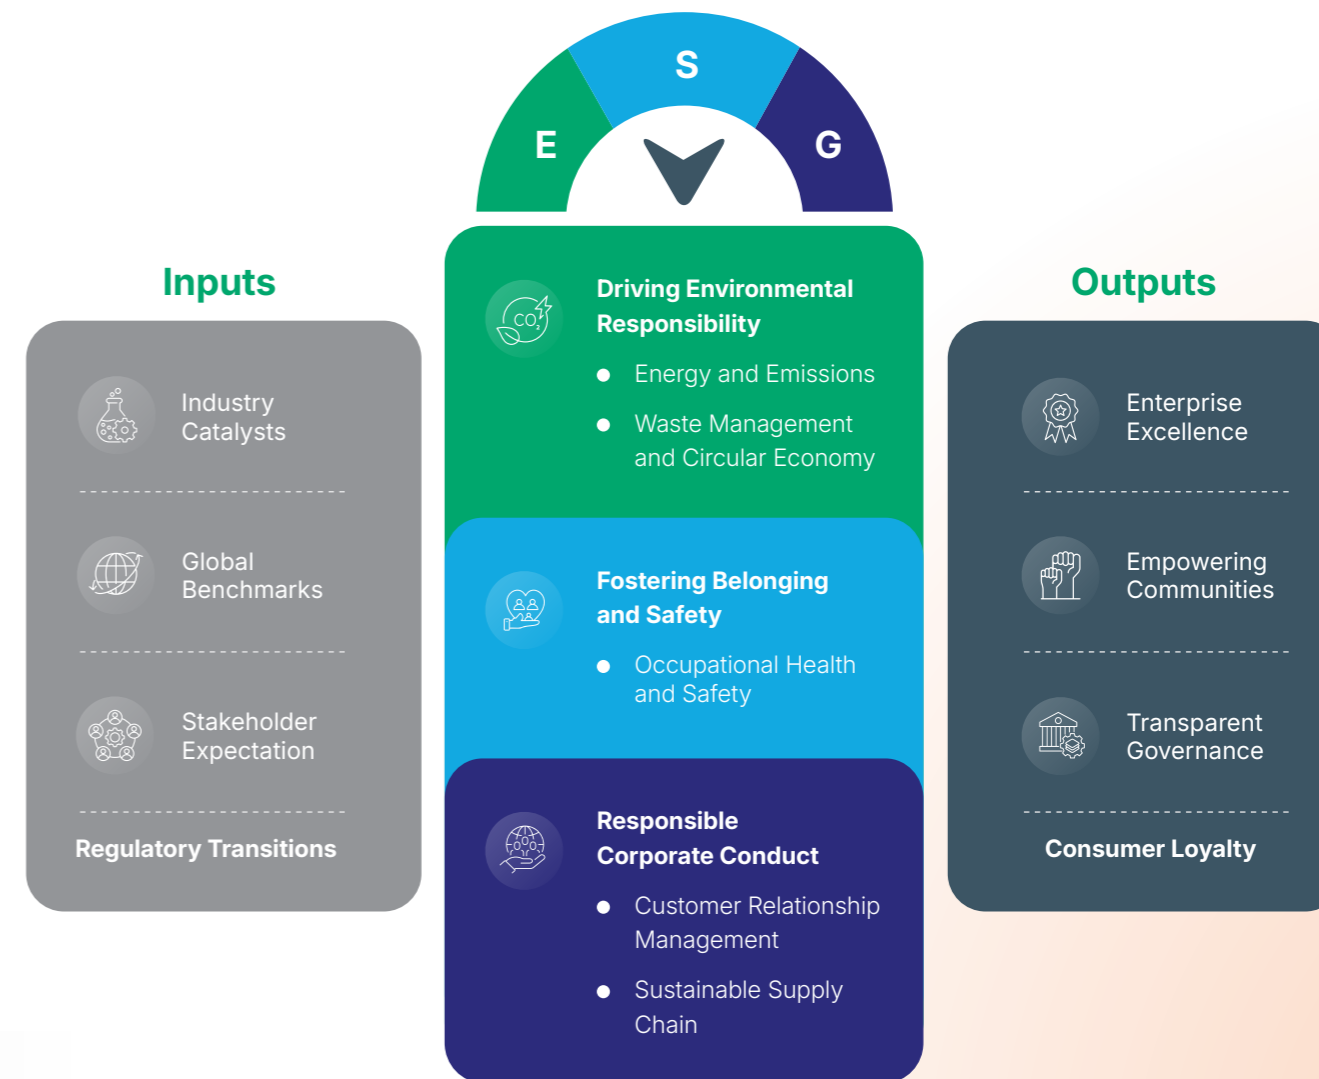 E
S
G
Inputs
Industry
Catalysts
Global
Benchmarks
Stakeholder
Expectation
Regulatory Transitions
CO₂
Driving Environmental
Responsibility
Energy and Emissions
Waste Management
and Circular Economy
Fostering Belonging
and Safety
Occupational Health
and Safety
Responsible
Corporate Conduct
Customer Relationship
Management
Sustainable Supply
Chain
Outputs
Enterprise
Excellence
Empowering
Communities
Transparent
Governance
Consumer Loyalty